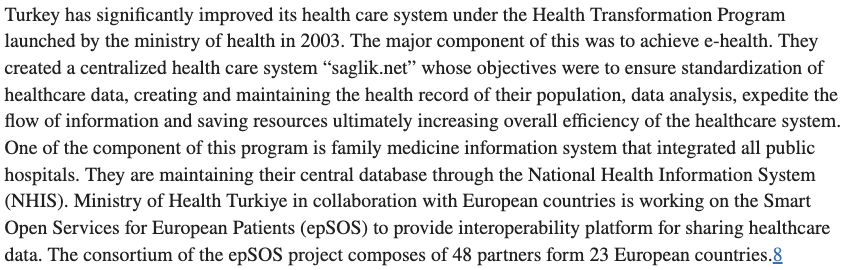 Turkey has significantly improved its health care system under the Health Transformation Program
launched by the ministry of health in 2003. The major component of this was to achieve e-health. They
created a centralized health care system “saglik.net” whose objectives were to ensure standardization of
healthcare data, creating and maintaining the health record of their population, data analysis, expedite the
flow of information and saving resources ultimately increasing overall efficiency of the healthcare system.
One of the component of this program is family medicine information system that integrated all public
hospitals. They are maintaining their central database through the National Health Information System
(NHIS). Ministry of Health Turkiye in collaboration with European countries is working on the Smart
Open Services for European Patients (epSOS) to provide interoperability platform for sharing healthcare
data. The consortium of the epSOS project composes of 48 partners form 23 European countries.8